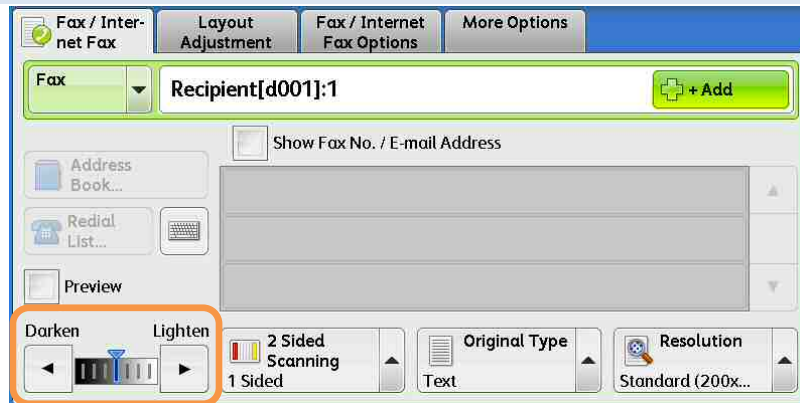 Fax / Inter-
net Fax
Layout
Adjustment
Fax / Internet
Fax Options
More Options
Fax
Recipient[d001]:1
+ Add
Show Fax No. / E-mail Address
Address
Book...
Redial
List...
Preview
Darken
Lighten
2 Sided
Scanning
1 Sided
Original Type
Text
Resolution
Standard (200x...